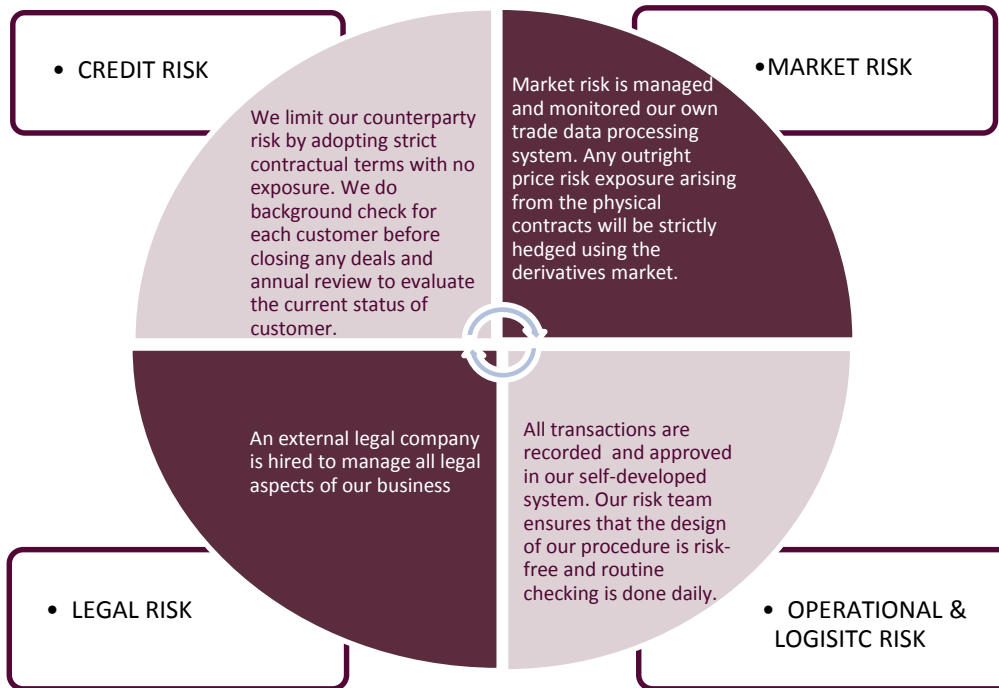 • CREDIT RISK
We limit our counterparty
risk by adopting strict
contractual terms with no
exposure. We do
background check for
each customer before
closing any deals and
annual review to evaluate
the current status of
customer.
•MARKET RISK
Market risk is managed
and monitored our own
trade data processing
system. Any outright
price risk exposure arising
from the physical
contracts will be strictly
hedged using the
derivatives market.
An external legal company
is hired to manage all legal
aspects of our business
• LEGAL RISK
All transactions are
recorded and approved
in our self-developed
system. Our risk team
ensures that the design
of our procedure is risk-
free and routine
checking is done daily.
• OPERATIONAL &
LOGISITC RISK